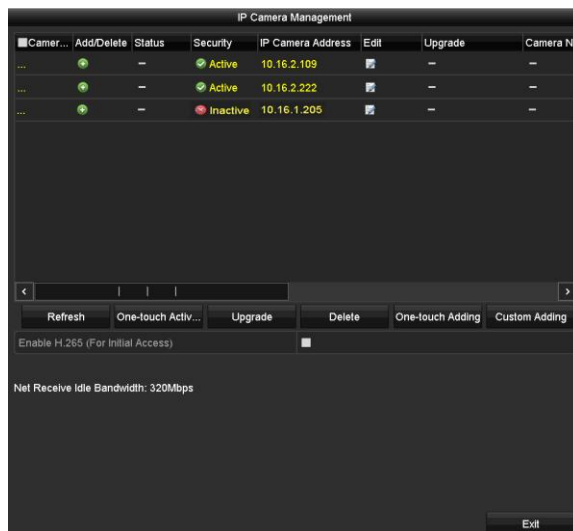 IP Camera Management
Camer... Add/Delete Status Security IP Camera Address Edit Upgrade Camera N
... – Active 10.16.2.109 – –
... – Active 10.16.2.222 – –
... – Inactive 10.16.1.205 – –
Refresh One-touch Activ... Upgrade Delete One-touch Adding Custom Adding
Enable H.265 (For Initial Access)
Net Receive Idle Bandwidth: 320Mbps
Exit